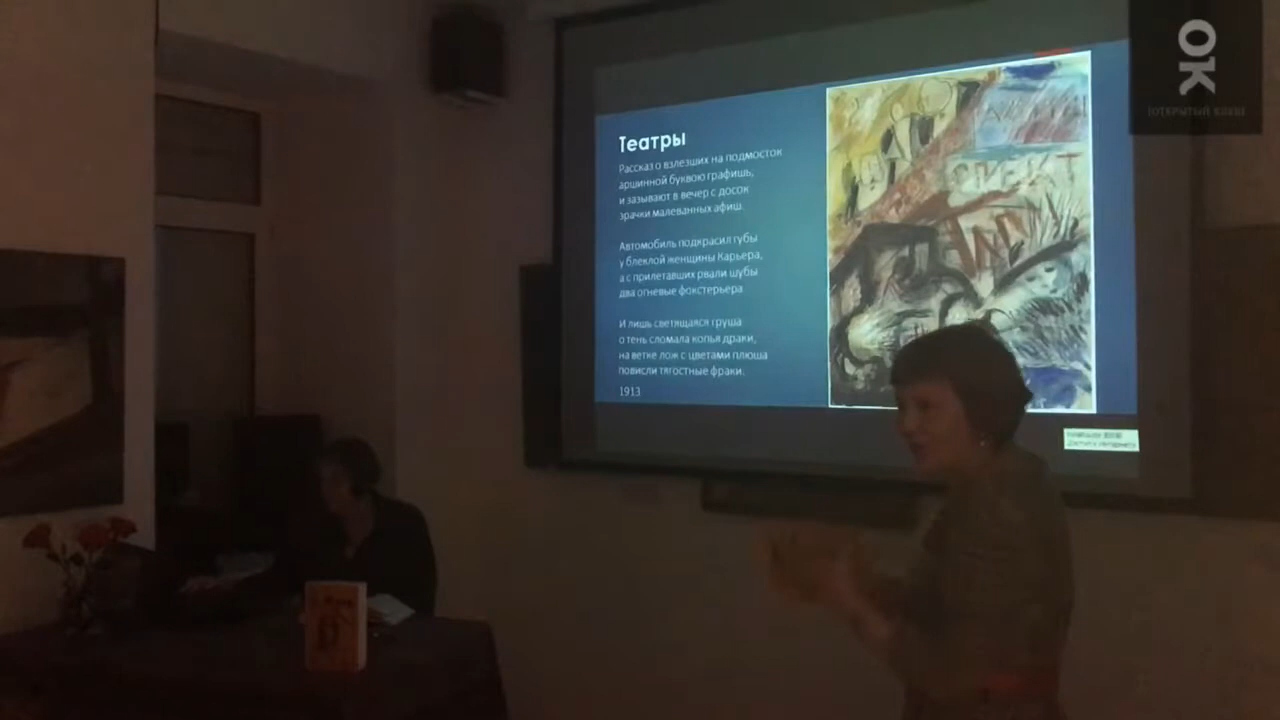 Театры
Рассказ о взлезших на подмосток
аршинной буквою графишь,
и зазывают в вечер с досок
зрачки малеванных афиш.
Автомобиль подкрасил губы
у блеклой женщины Карьера,
а с прилетавших рвали шубы
два огневые фокстерьера
И лишь светящаяся груша
о тень сломала копья драки,
на ветке лож с цветами плюша
повисли тягостные фраки.
1913
СПЕКТ
OK